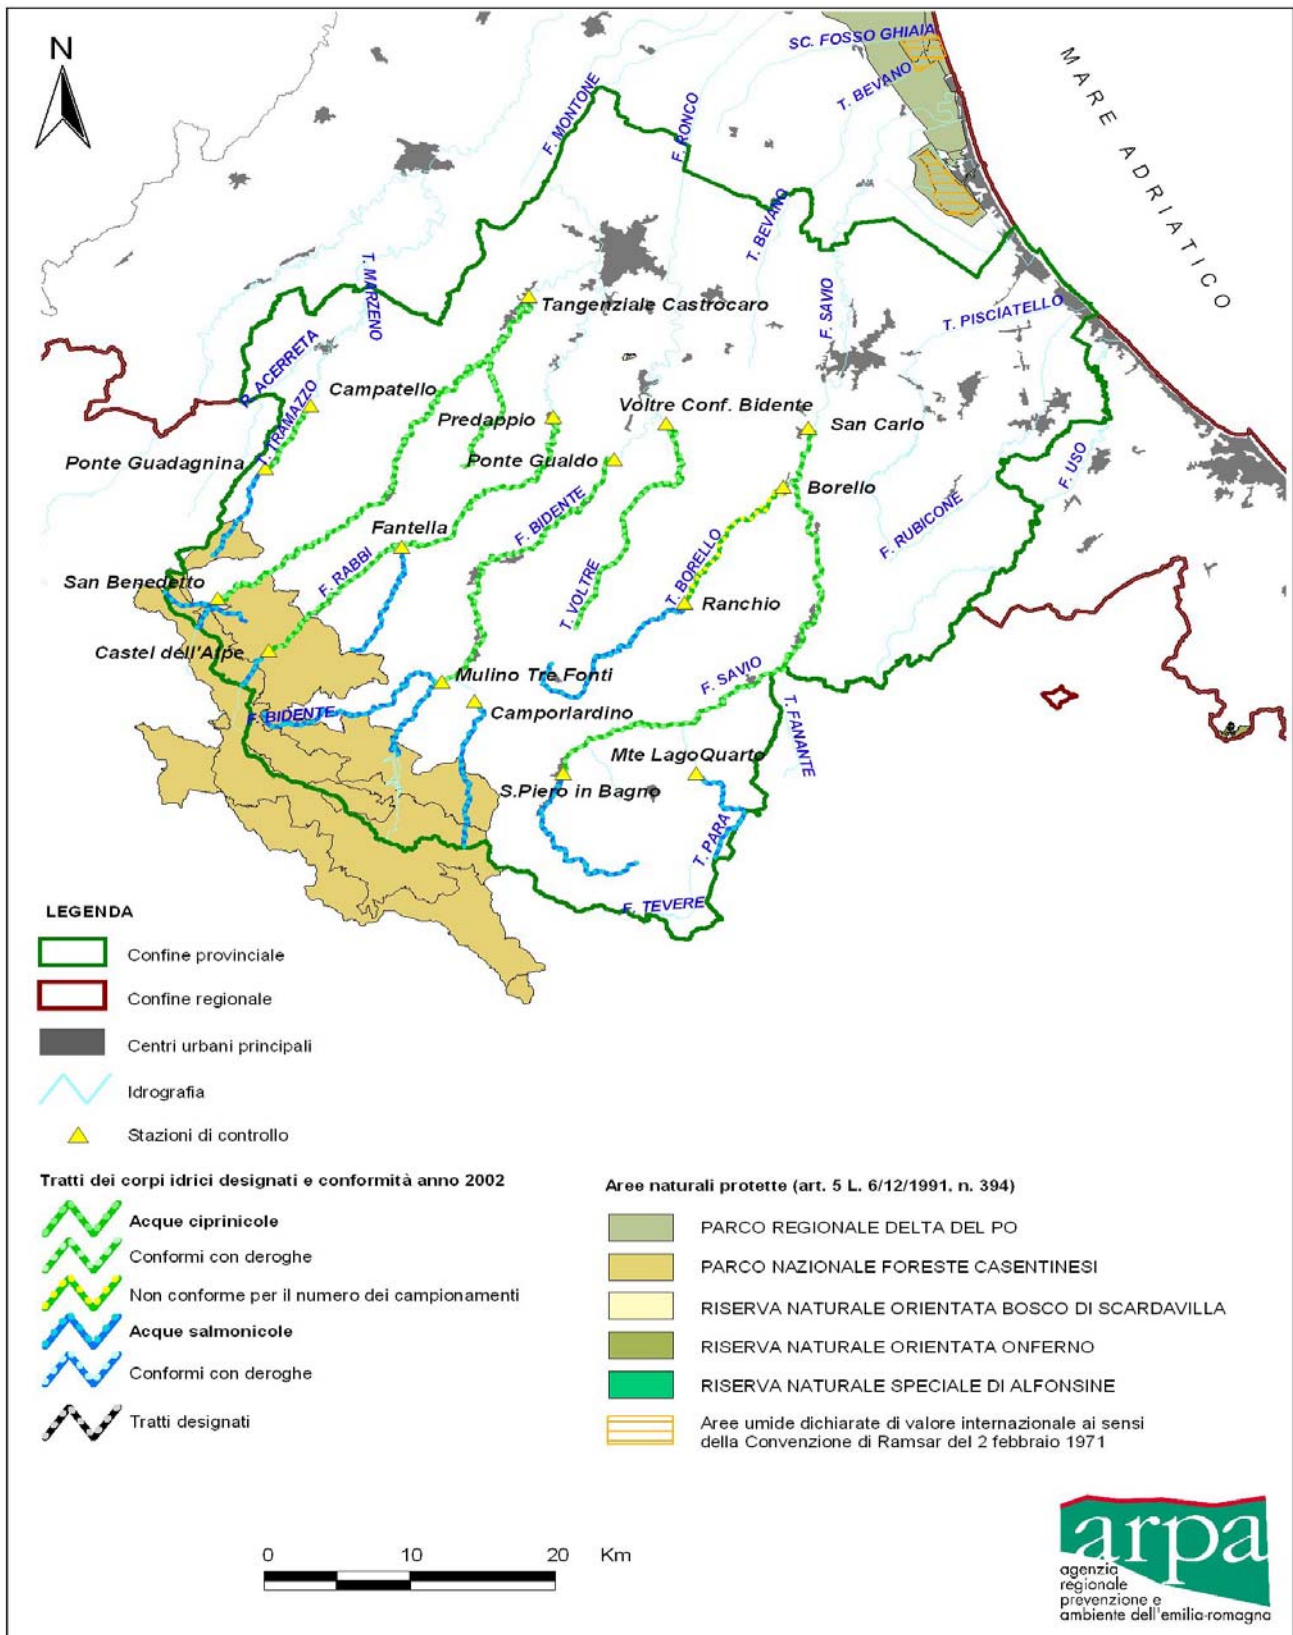 N
SC. FOSSO GHIAIA
T. BEVANO
MARE ADRIATICO
F. MONTONE
F. RONCO
T. BEVANO
T. MARZENO
F. SAVIO
T. PISCIATELLO
Tangenziale Castrocaro
R. ACERRETA
Campatello
T. TRAMAZZO
Predappio
Voltre Conf. Bidente
San Carlo
Ponte Guadagnina
Ponte Gualdo
F. USO
Borello
F. BIDENTE
F. RUBICONE
Fantella
F. RABBI
T. BORELLO
San Benedetto
T. VOLTRE
Ranchio
Castel dell'Alpe
Mulino Tre Fonti
F. SAVIO
F. BIDENTE
Camporlardino
T. FANANTE
Mte LagoQuarto
S.Piero in Bagno
T. PARA
F. TEVERE
LEGENDA
Confine provinciale
Confine regionale
Centri urbani principali
Idrografia
Stazioni di controllo
Tratti dei corpi idrici designati e conformità anno 2002
Acque ciprinicole
Conformi con deroghe
Non conforme per il numero dei campionamenti
Acque salmonicole
Conformi con deroghe
Tratti designati
Aree naturali protette (art. 5 L. 6/12/1991, n. 394)
PARCO REGIONALE DELTA DEL PO
PARCO NAZIONALE FORESTE CASENTINESI
RISERVA NATURALE ORIENTATA BOSCO DI SCARDAVILLA
RISERVA NATURALE ORIENTATA ONFERNO
RISERVA NATURALE SPECIALE DI ALFONSINE
Aree umide dichiarate di valore internazionale ai sensi
della Convenzione di Ramsar del 2 febbraio 1971
0 10 20 Km
arpa
agenzia
regionale
prevenzione e
ambiente dell'emilia-romagna